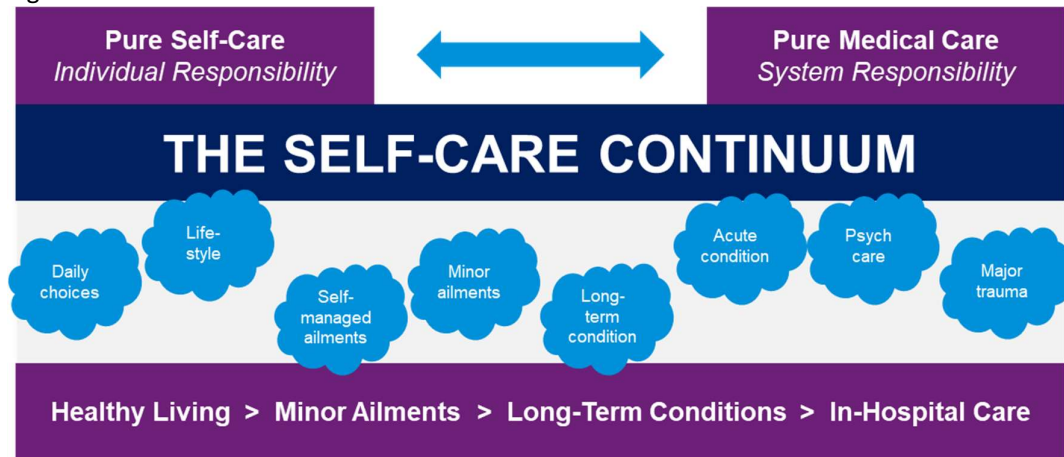 Pure Self-Care
Individual Responsibility
Pure Medical Care
System Responsibility
THE SELF-CARE CONTINUUM
Daily
choices
Life-
style
Self-
managed
ailments
Minor
ailments
Long-
term
condition
Acute
condition
Psych
care
Major
trauma
Healthy Living > Minor Ailments > Long-Term Conditions > In-Hospital Care